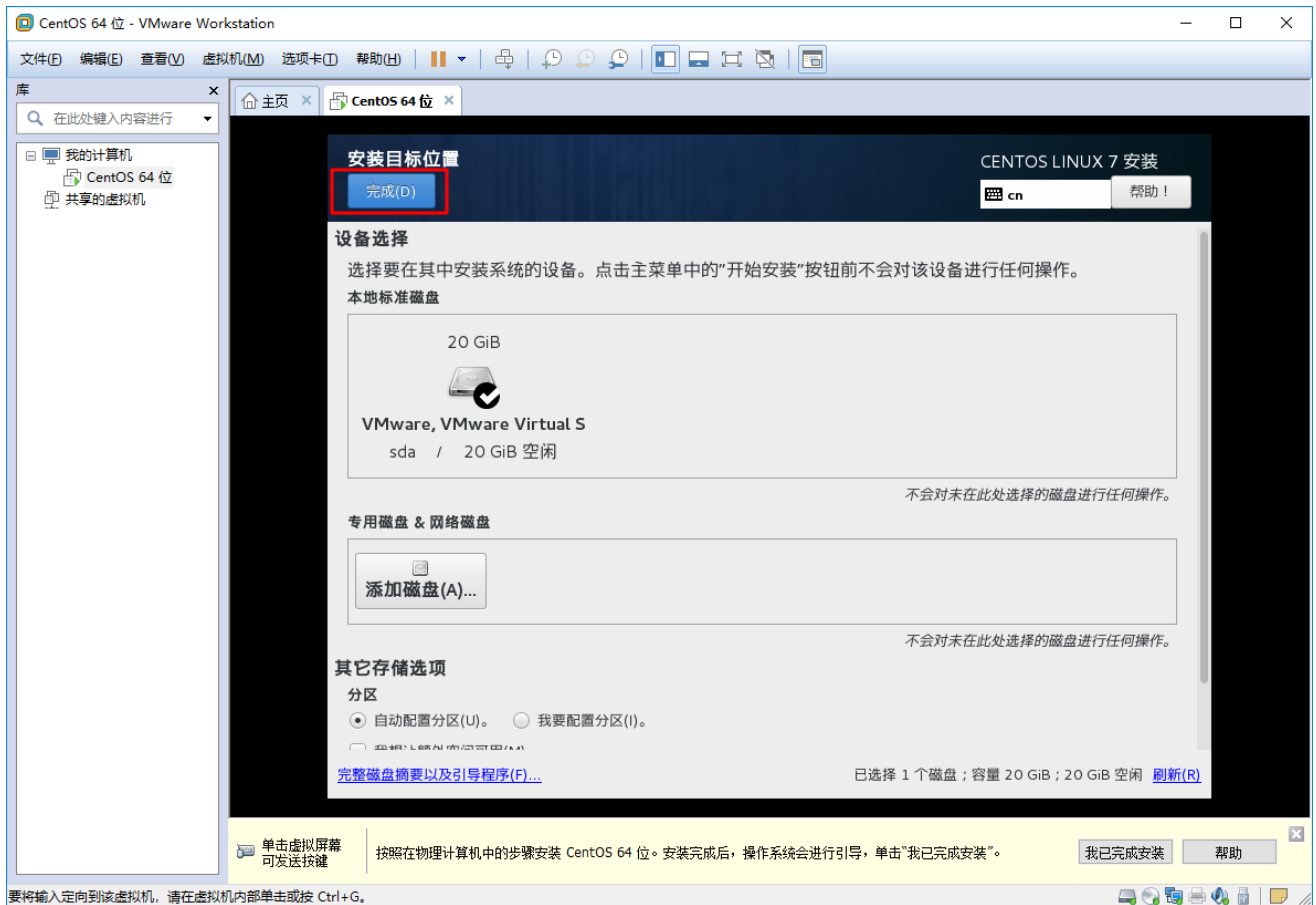 CentOS 64 位 - VMware Workstation
文件(F) 编辑(E) 查看(V) 虚拟机(M) 选项卡(T) 帮助(H)
库
在此处键入内容进行
我的计算机
CentOS 64 位
共享的虚拟机
主页
CentOS 64 位
安装目标位置
完成(D)
CENTOS LINUX 7 安装
cn
帮助！
设备选择
选择要在其中安装系统的设备。点击主菜单中的"开始安装"按钮前不会对该设备进行任何操作。
本地标准磁盘
20 GiB
VMware, VMware Virtual S
sda / 20 GiB 空闲
不会对未在此处选择的磁盘进行任何操作。
专用磁盘 & 网络磁盘
添加磁盘(A)...
不会对未在此处选择的磁盘进行任何操作。
其它存储选项
分区
自动配置分区(U)。 我要配置分区(I)。
我想让额外空间可用(M)
完整磁盘摘要以及引导程序(F)...
已选择 1 个磁盘；容量 20 GiB；20 GiB 空闲 刷新(R)
单击虚拟屏幕
可发送按键
按照在物理计算机中的步骤安装 CentOS 64 位。安装完成后，操作系统会进行引导，单击"我已完成安装"。
我已完成安装
帮助
要将输入定向到该虚拟机，请在虚拟机内部单击或按 Ctrl+G。